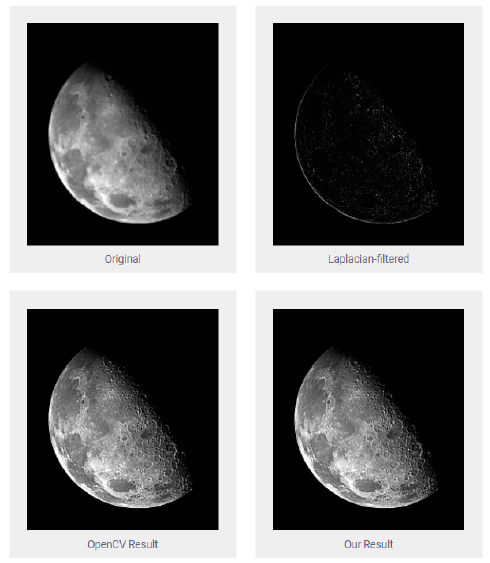 Original
Laplacian-filtered
OpenCV Result
Our Result